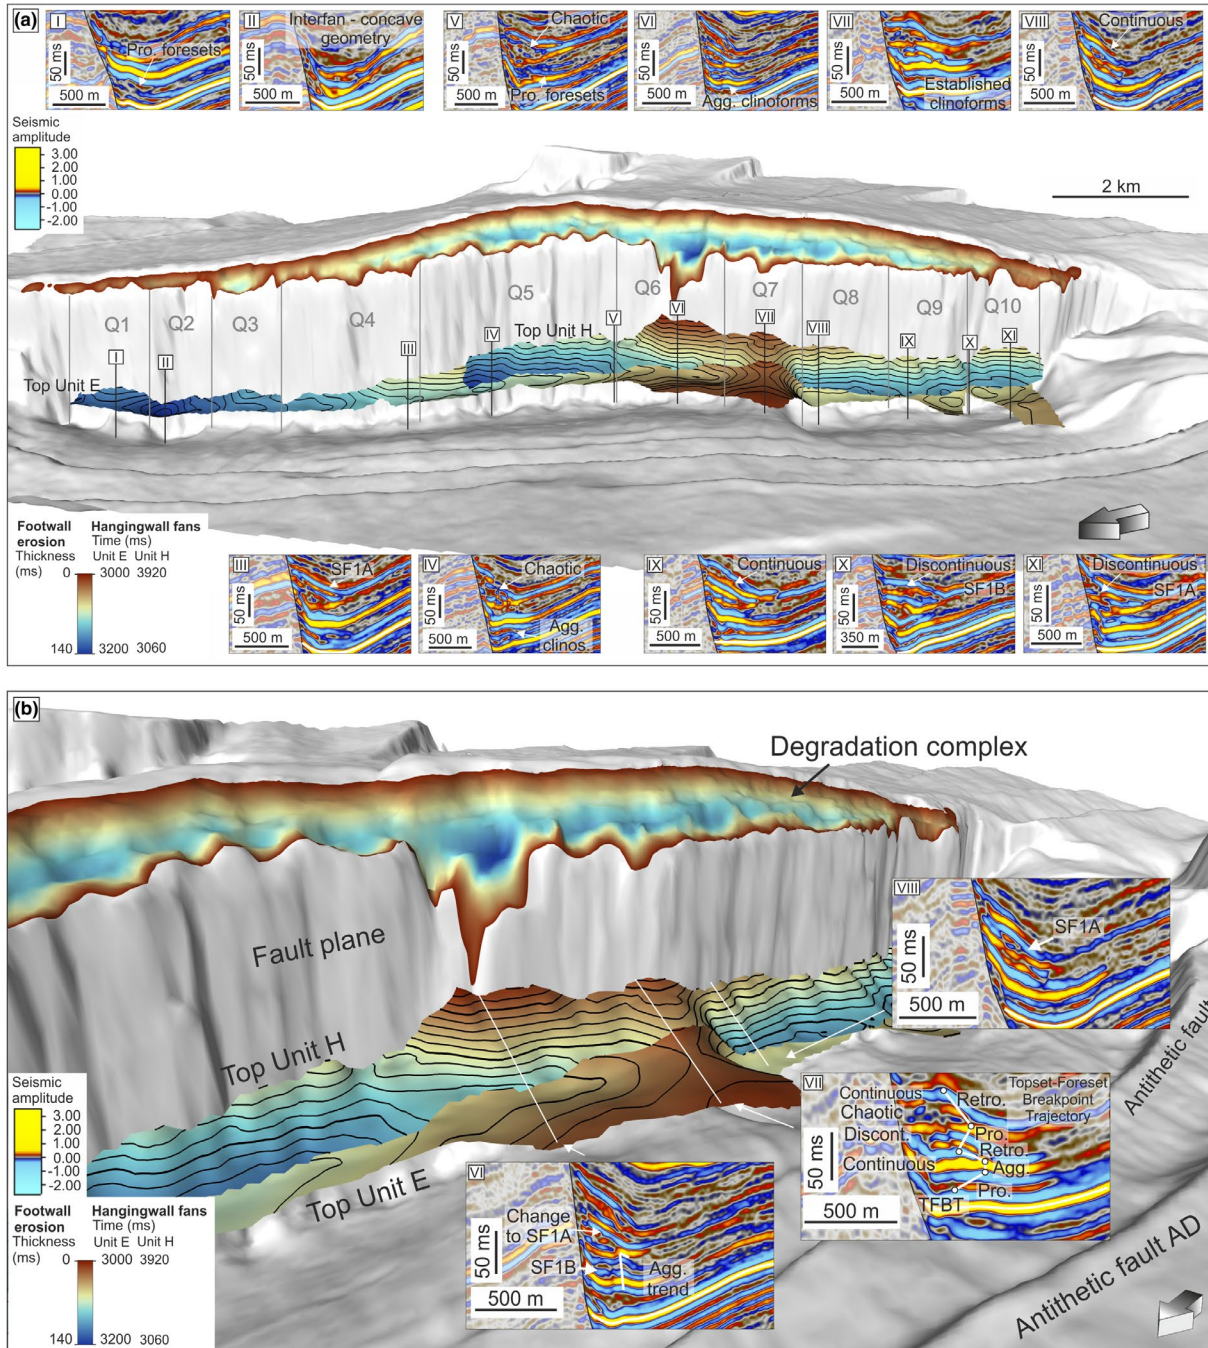 (a)
I
Pro. foresets
50 ms
500 m
II
Interfan - concave
geometry
50 ms
500 m
V
Chaotic
Pro. foresets
50 ms
500 m
VI
Agg. clinoforms
50 ms
500 m
VII
Established
clinoforms
50 ms
500 m
VIII
Continuous
50 ms
500 m
Seismic
amplitude
3.00
2.00
1.00
0.00
-1.00
-2.00
2 km
Q1
Q2
Q3
Q4
Q5
Q6
Q7
Q8
Q9
Q10
Top Unit H
Top Unit E
I
II
III
IV
V
VI
VII
VIII
IX
X
XI
Footwall Hangingwall fans
erosion Time (ms)
Thickness Unit E Unit H
(ms)
0 3000 3920
140 3200 3060
III
SF1A
50 ms
500 m
IV
Chaotic
Agg.
clinos.
50 ms
500 m
IX
Continuous
50 ms
500 m
X
Discontinuous
SF1B
50 ms
350 m
XI
Discontinuous
SF1A
50 ms
500 m
(b)
Degradation complex
Fault plane
Top Unit H
Top Unit E
VIII
SF1A
50 ms
500 m
Antithetic fault
VII
Continuous
Chaotic
Discont.
Continuous
Retro.
Topset-Foreset
Breakpoint
Trajectory
Pro.
Retro.
Agg.
Pro.
TFBT
50 ms
500 m
VI
Change
to SF1A
SF1B
Agg.
trend
50 ms
500 m
Antithetic fault AD
Seismic
amplitude
3.00
2.00
1.00
0.00
-1.00
-2.00
Footwall Hangingwall fans
erosion Time (ms)
Thickness Unit E Unit H
(ms)
0 3000 3920
140 3200 3060